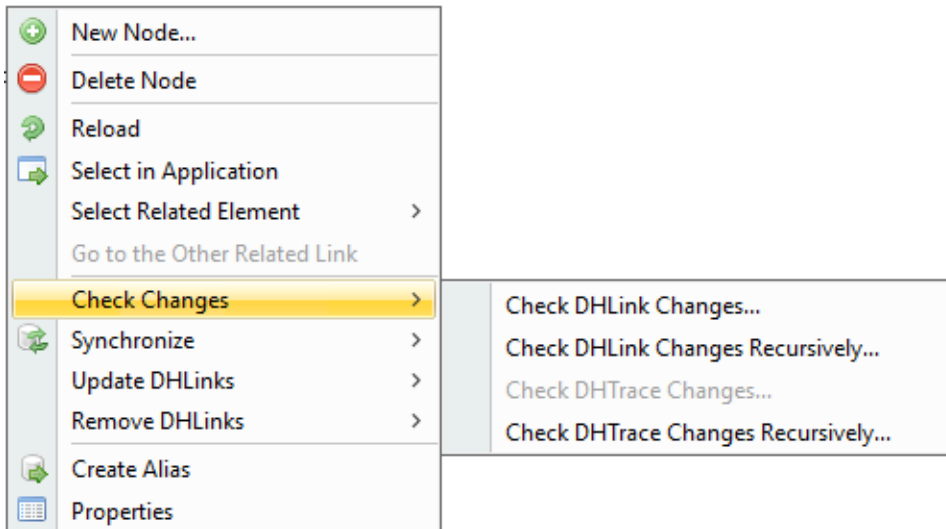 New Node...
Delete Node
Reload
Select in Application
Select Related Element
Go to the Other Related Link
Check Changes
Synchronize
Update DHLinks
Remove DHLinks
Create Alias
Properties
Check DHLink Changes...
Check DHLink Changes Recursively...
Check DHTrace Changes...
Check DHTrace Changes Recursively...